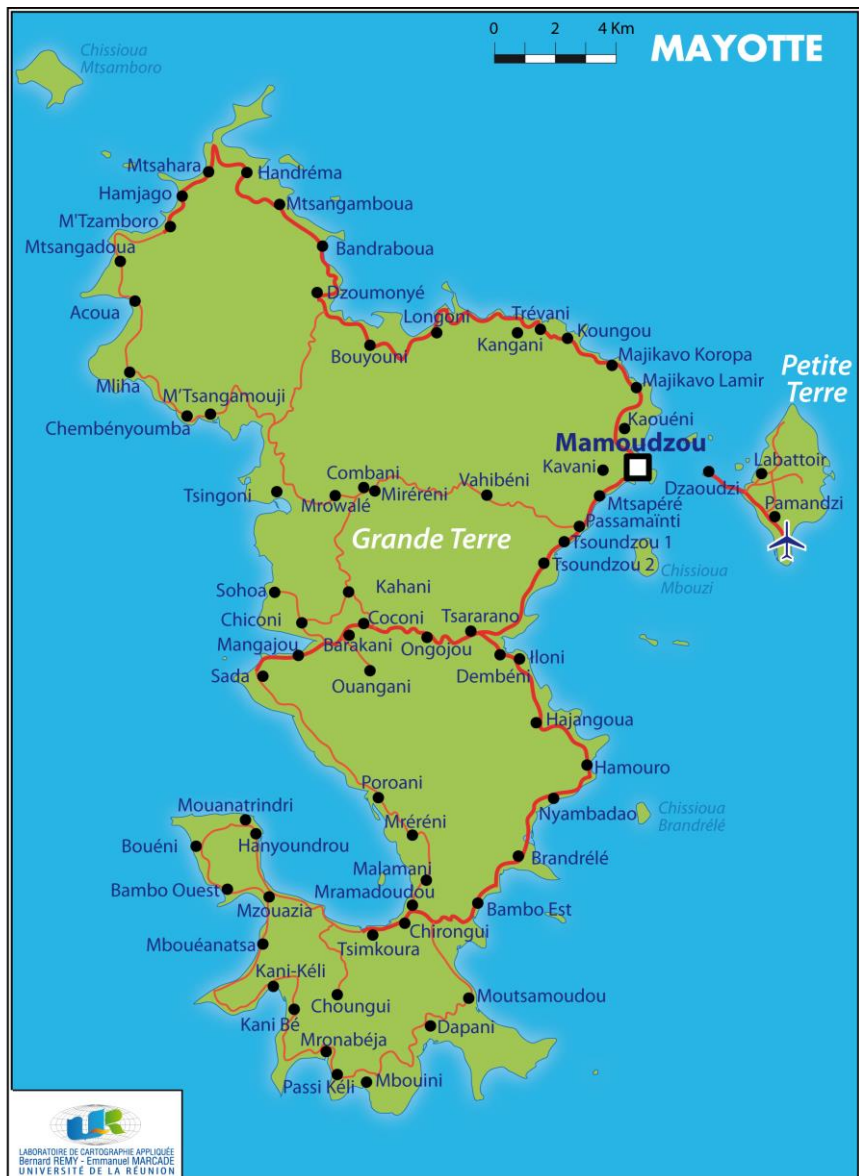 0 2 4 Km
MAYOTTE
Chissioua
Mtsamboro
Mtsahara
Handréma
Hamjago
Mtsangamboua
M'Tzamboro
Mtsangadoua
Bandraboua
Dzoumonyé
Acoua
Longoni
Trévani
Koungou
Kangani
Bouyouni
Majikavo Koropa
Petite
Terre
Mliha
M'Tsangamouji
Majikavo Lamir
Chembényoumba
Kaouéni
Mamoudzou
Labattoir
Kavani
Combani
Vahibéni
Dzaoudzi
Tsingoni
Miréréni
Mrowalé
Mtsapéré
Pamandzi
Passamaïnti
Grande Terre
Tsoundzou 1
Tsoundzou 2
Chissioua
Mbouzi
Sohoa
Kahani
Chiconi
Coconi
Tsararano
Mangajou
Barakani
Ongojou
Iloni
Sada
Ouangani
Dembéni
Hajangoua
Hamouro
Poroani
Mouanatrindri
Mréréni
Nyambadao
Chissioua
Brandrélé
Bouéni
Hanyoundrou
Brandrélé
Malamani
Bambo Ouest
Mramadoudou
Mzouazia
Bambo Est
Chirongui
Mbouéanatsa
Tsimkoura
Kani-Kéli
Choungui
Moutsamoudou
Kani Bé
Dapani
Mronabéja
Passi Kéli
Mbouini
LABORATOIRE DE CARTOGRAPHIE APPLIQUÉE
Bernard REMY - Emmanuel MARCADE
UNIVERSITÉ DE LA RÉUNION